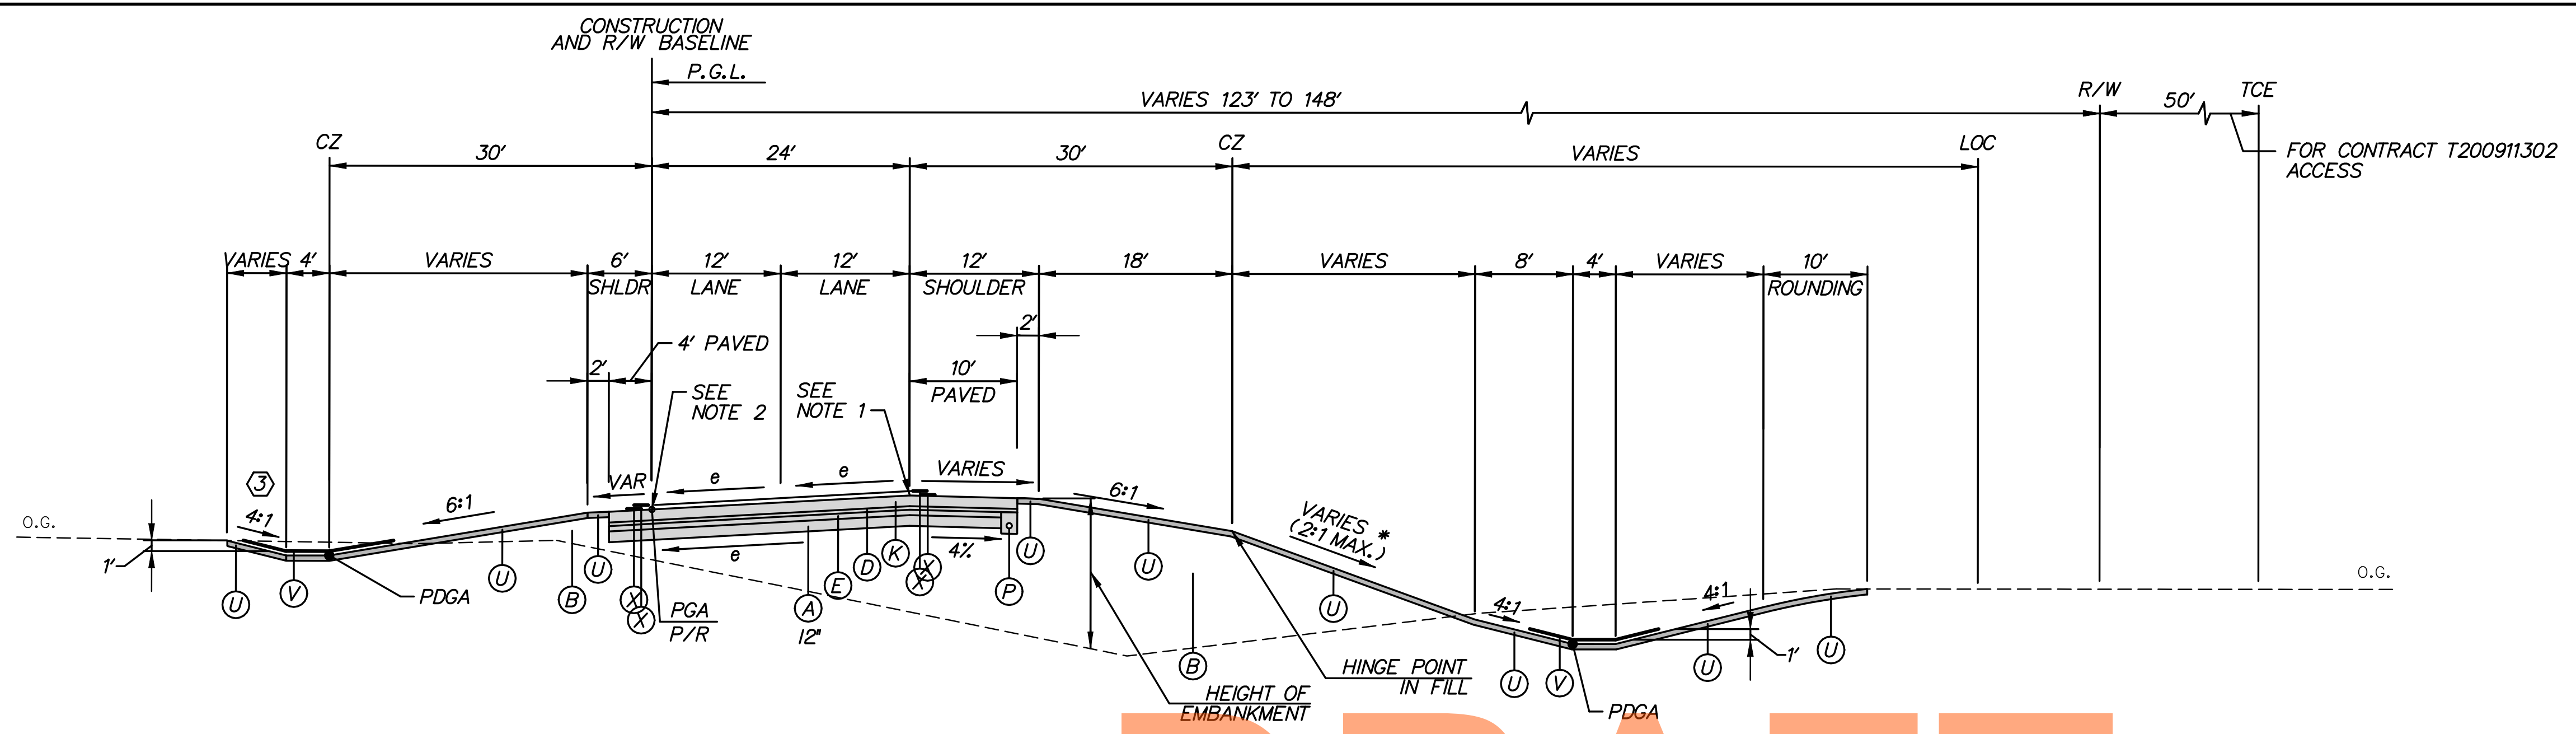 CONSTRUCTION
AND R/W BASELINE
P.G.L.
VARIES 123' TO 148'
R/W
50'
TCE
FOR CONTRACT T200911302
ACCESS
CZ
30'
24'
30'
CZ
VARIES
LOC
VARIES 4'
VARIES
6'
12'
12'
12'
18'
VARIES
8'
4'
VARIES
10'
SHLDR
LANE
LANE
SHOULDER
ROUNDING
2'
4' PAVED
2'
10'
PAVED
SEE
NOTE 2
SEE
NOTE 1
3
4:1
6:1
VAR
e
e
VARIES
6:1
VARIES *
(2:1 MAX.)
O.G.
1'
U
V
PDGA
U
B
U
X
X
PGA
P/R
e
A
12"
E
D
K
X
X
4%
P
U
U
B
HEIGHT OF
EMBANKMENT
HINGE POINT
IN FILL
U
4:1
U
V
PDGA
4:1
U
1'
U
O.G.
DRAFT